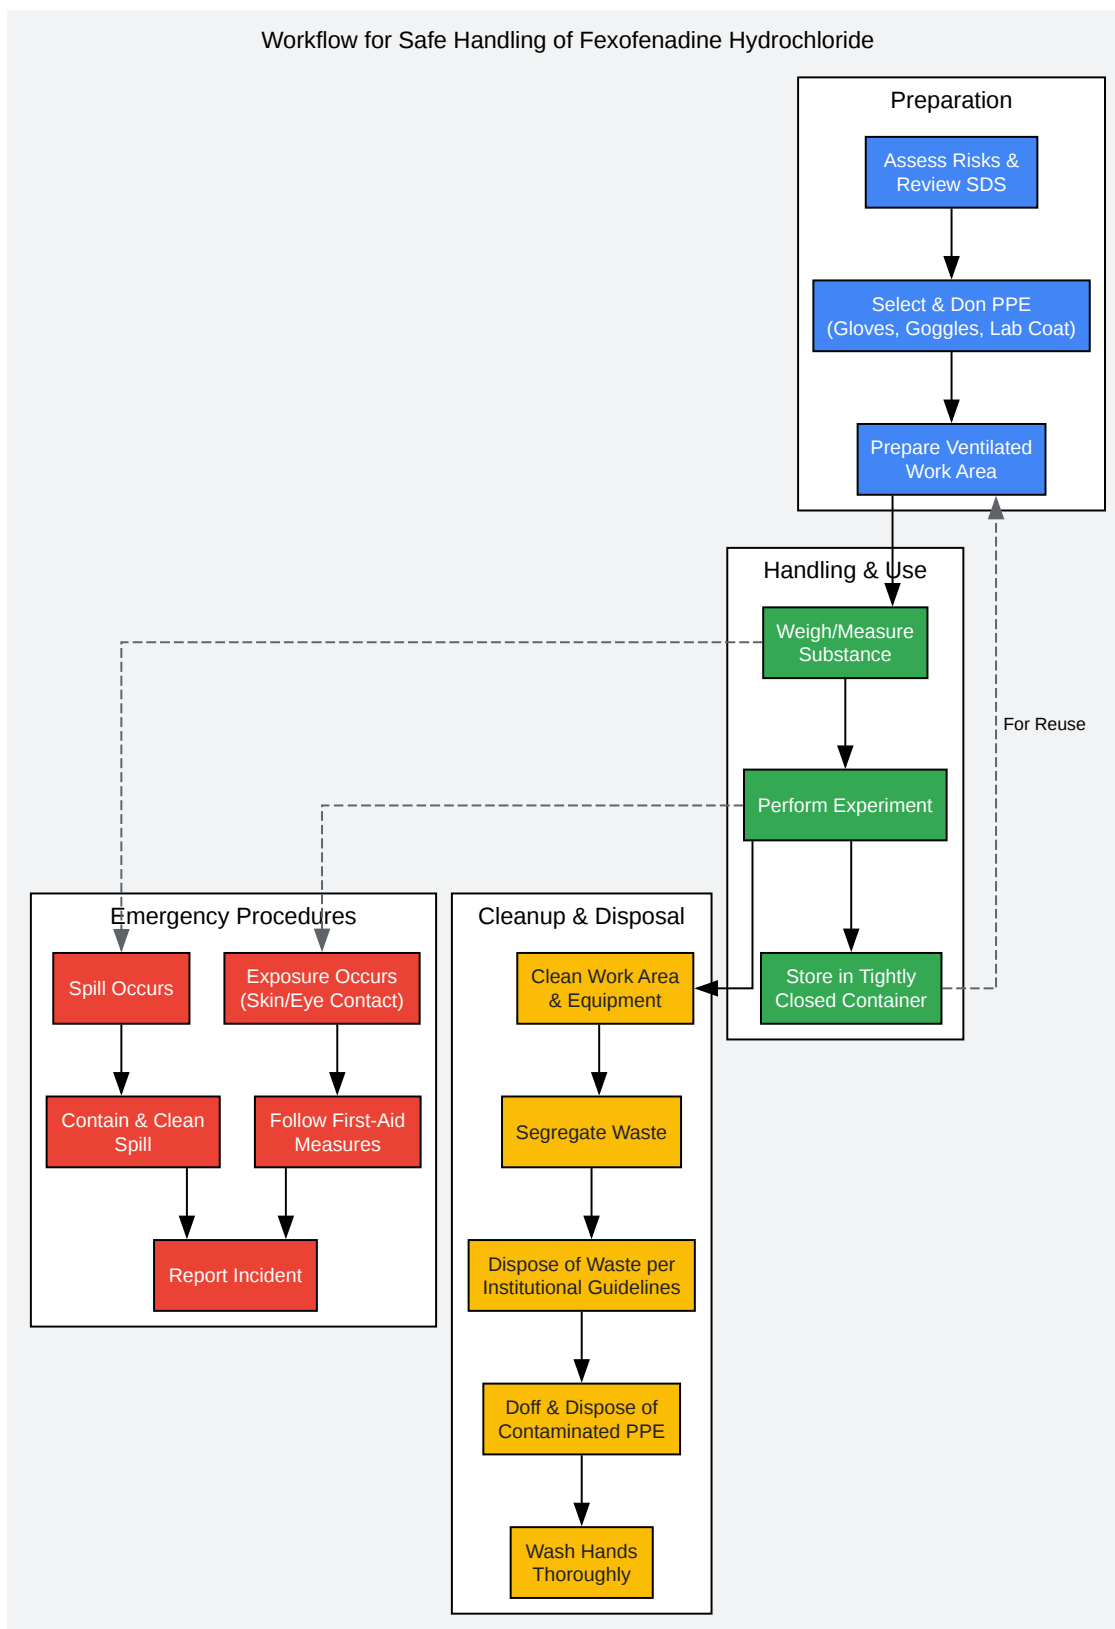 Workflow for Safe Handling of Fexofenadine Hydrochloride
Preparation
Assess Risks &
Review SDS
Select & Don PPE
(Gloves, Goggles, Lab Coat)
Prepare Ventilated
Work Area
Handling & Use
Weigh/Measure
Substance
For Reuse
Perform Experiment
Store in Tightly
Closed Container
Emergency Procedures
Spill Occurs
Exposure Occurs
(Skin/Eye Contact)
Contain & Clean
Spill
Follow First-Aid
Measures
Report Incident
Cleanup & Disposal
Clean Work Area
& Equipment
Segregate Waste
Dispose of Waste per
Institutional Guidelines
Doff & Dispose of
Contaminated PPE
Wash Hands
Thoroughly